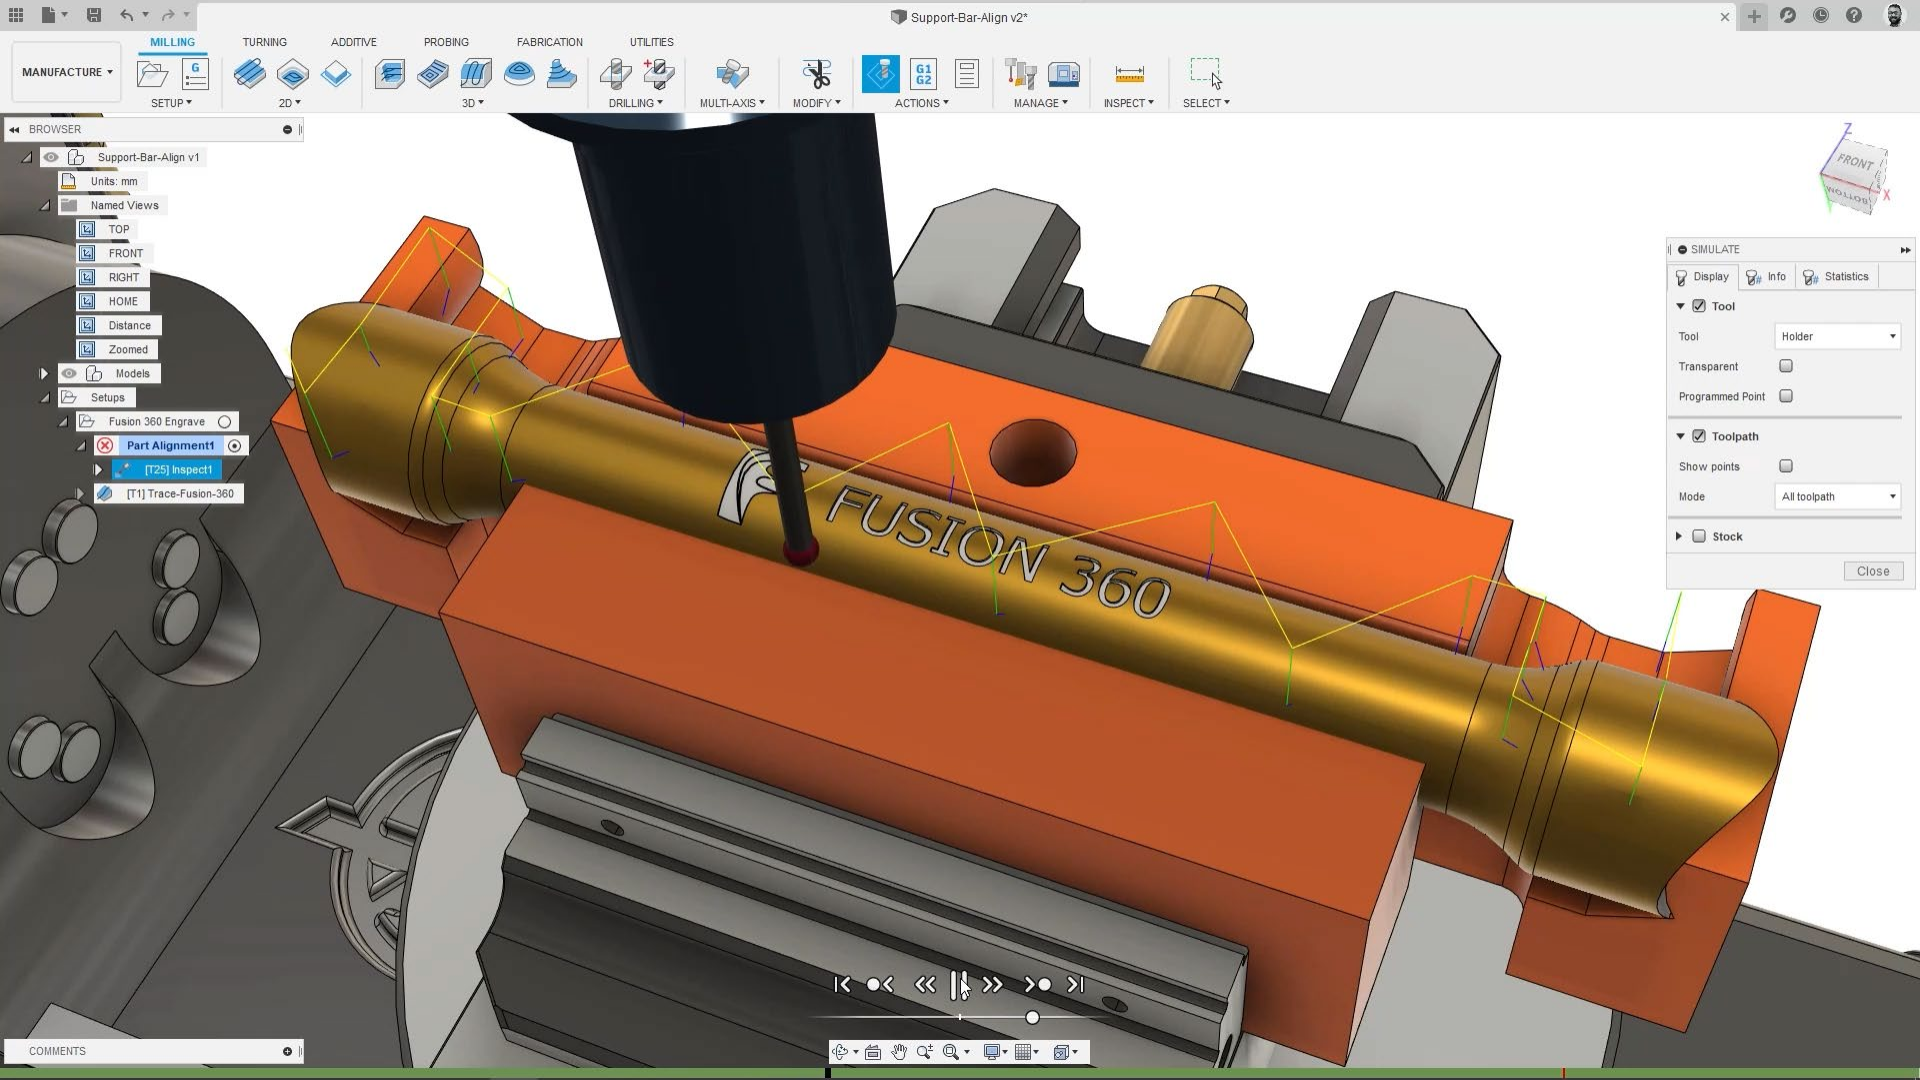 Support-Bar-Align v2*
MILLING TURNING ADDITIVE PROBING FABRICATION UTILITIES
MANUFACTURE
G
G1
G2
SETUP 2D 3D DRILLING MULTI-AXIS MODIFY ACTIONS MANAGE INSPECT SELECT
BROWSER
Support-Bar-Align v1
Units: mm
Named Views
TOP
FRONT
RIGHT
HOME
Distance
Zoomed
Models
Setups
Fusion 360 Engrave
Part Alignment1
[T25] Inspect1
[T1] Trace-Fusion-360
Z
FRONT
BOTTOM
X
SIMULATE
Display Info Statistics
Tool
Tool Holder
Transparent
Programmed Point
Toolpath
Show points
Mode All toolpath
Stock
Close
FUSION 360
COMMENTS